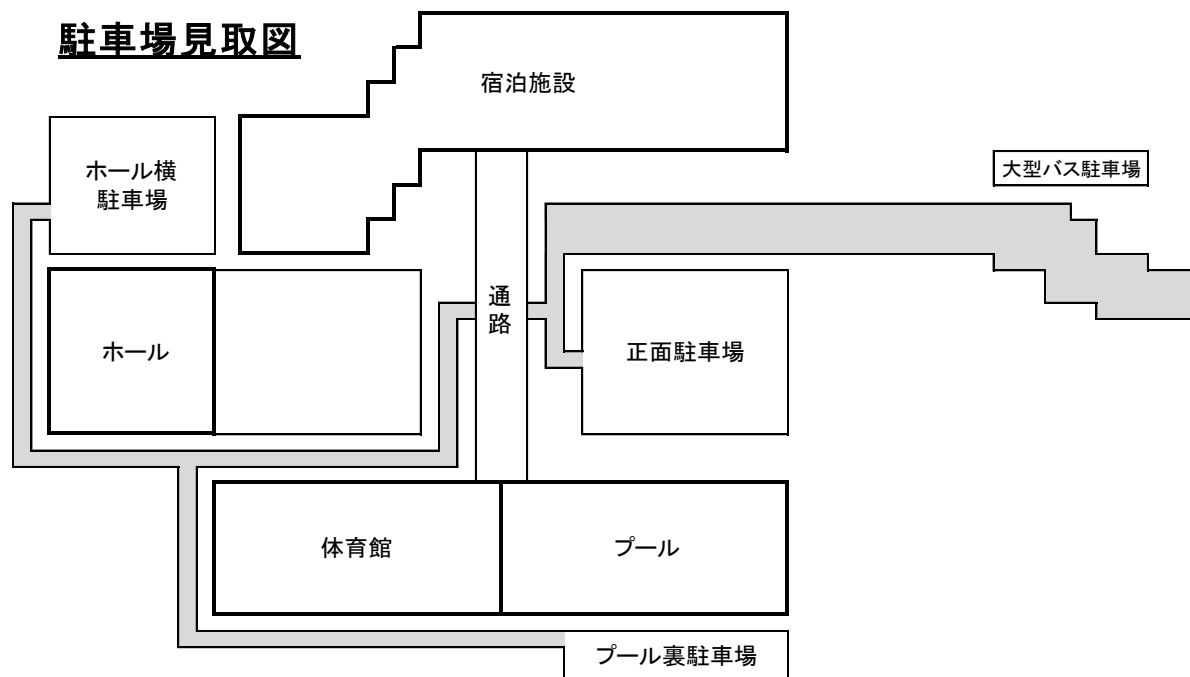 駐車場見取図
宿泊施設
ホール横
駐車場
大型バス駐車場
通
路
ホール
正面駐車場
体育館
プール
プール裏駐車場